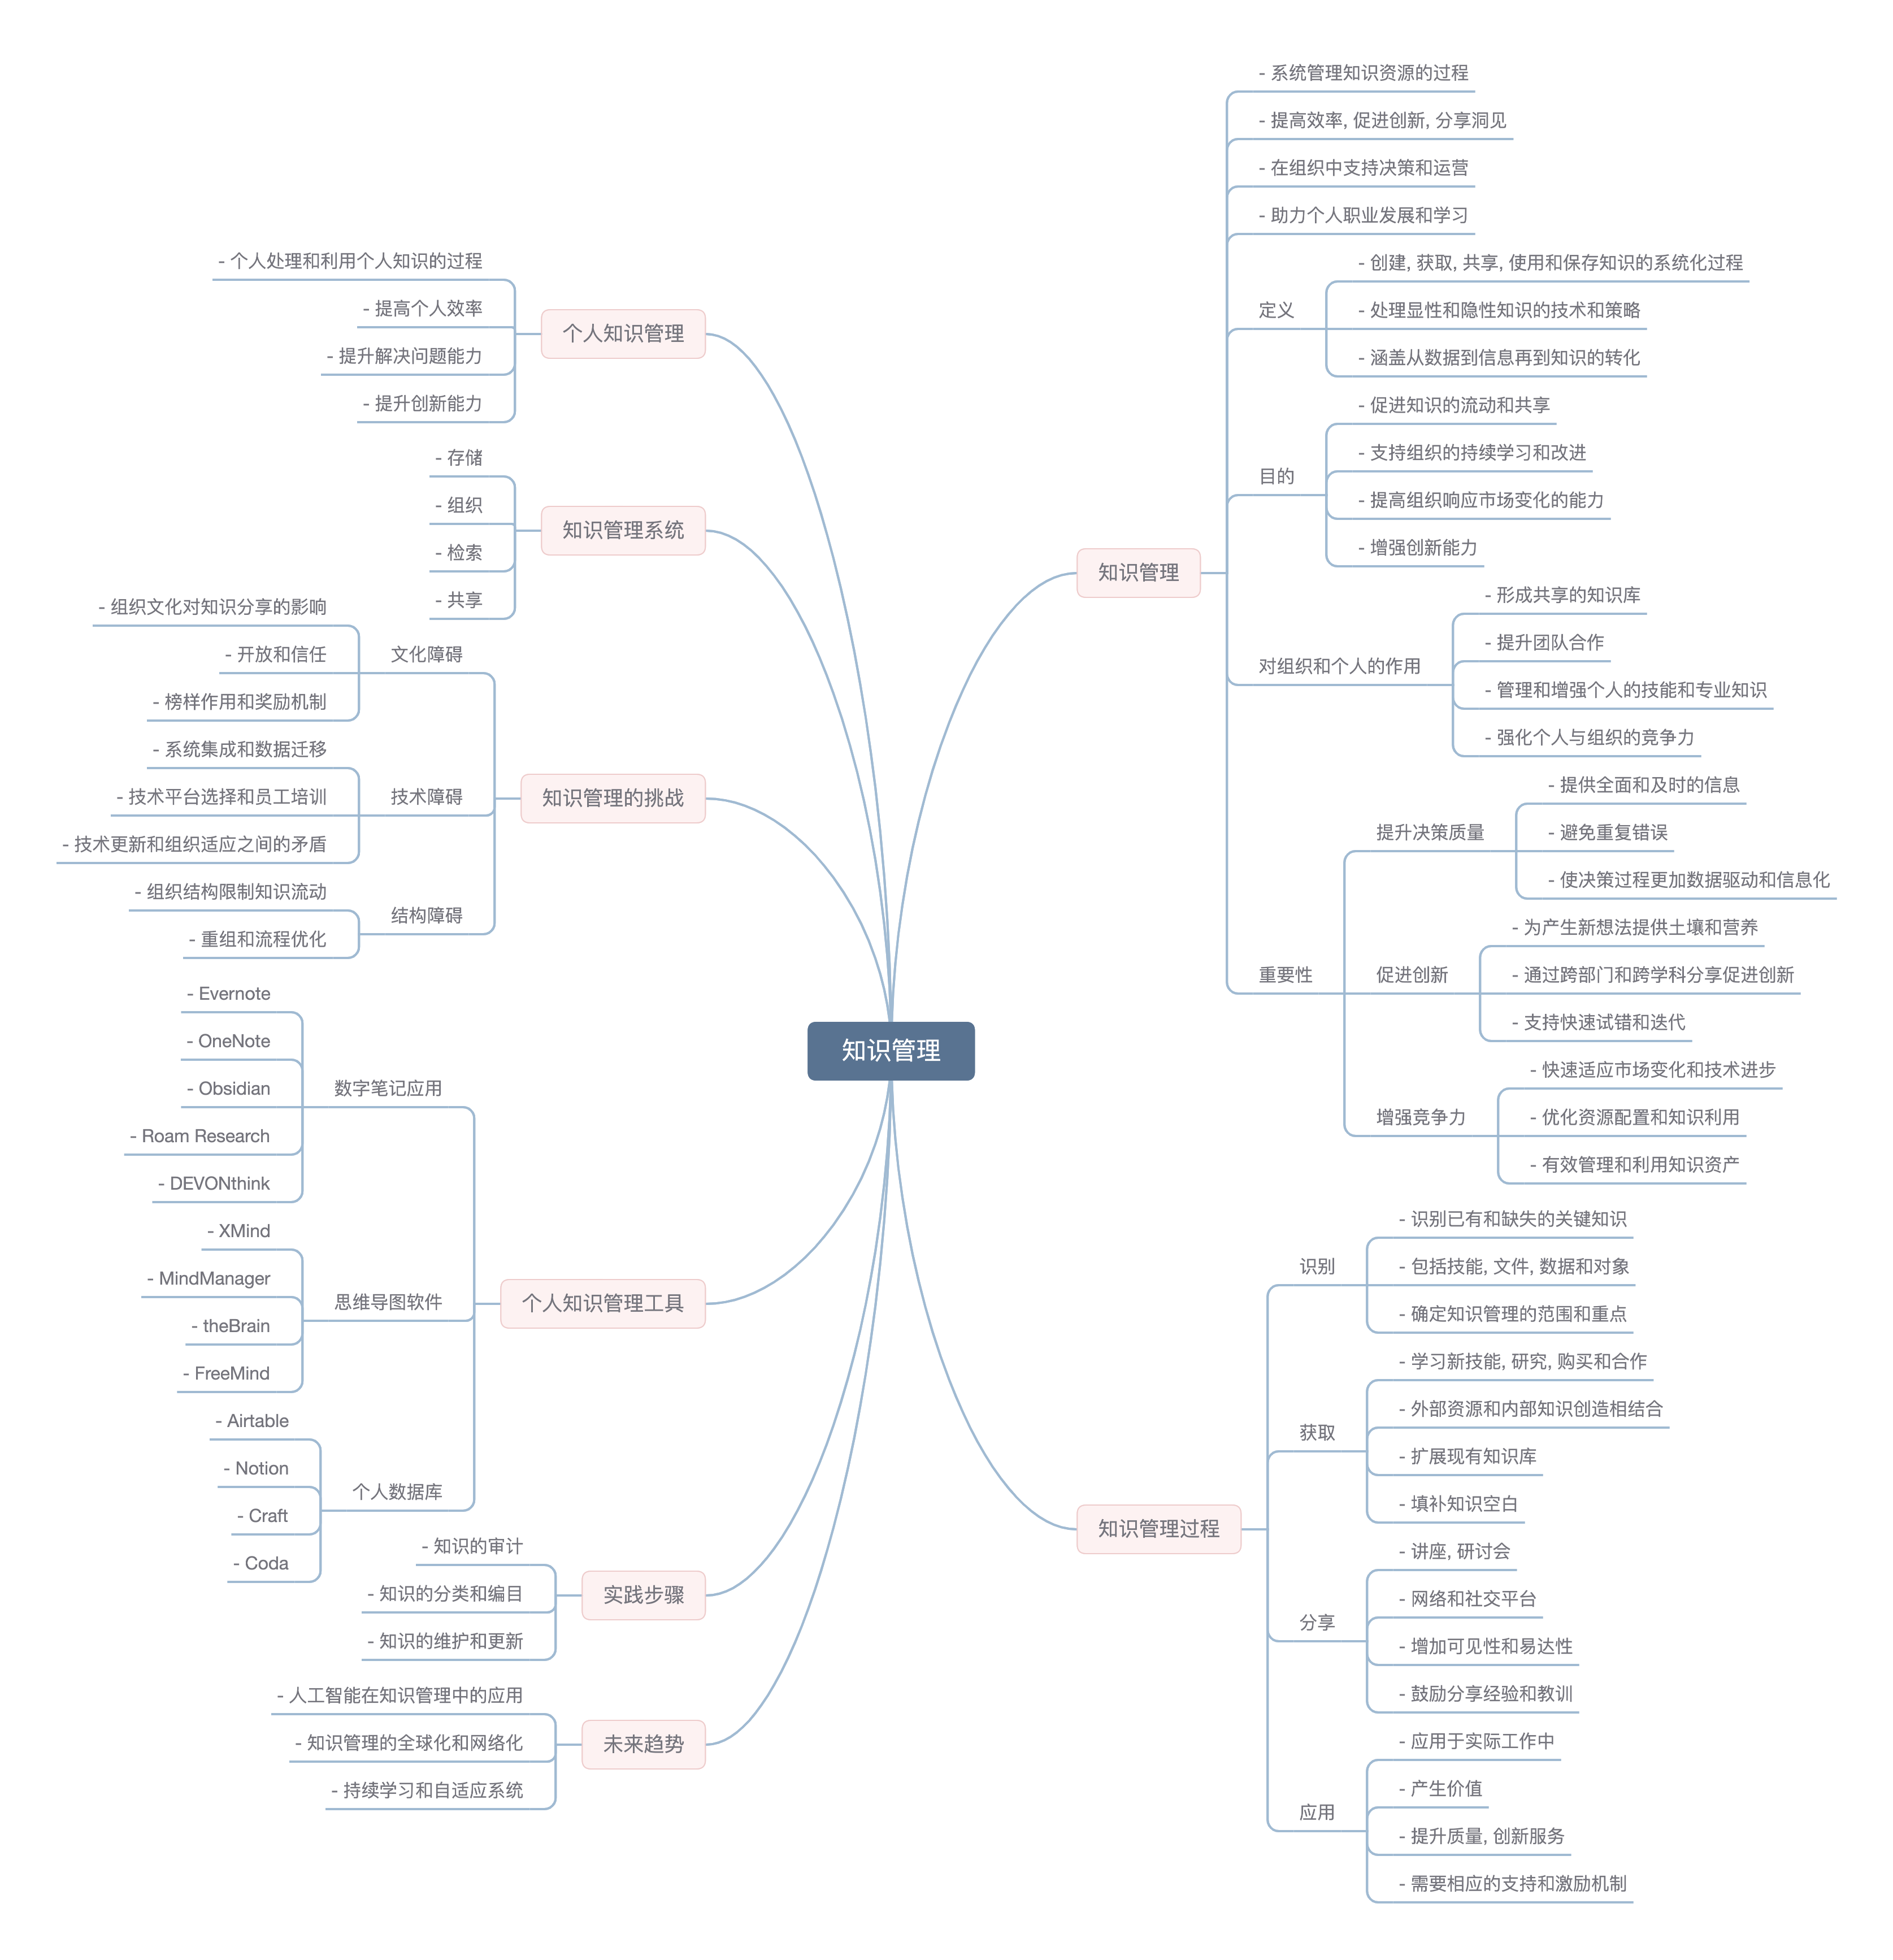 知识管理
知识管理
- 系统管理知识资源的过程
- 提高效率, 促进创新, 分享洞见
- 在组织中支持决策和运营
- 助力个人职业发展和学习
定义
- 创建, 获取, 共享, 使用和保存知识的系统化过程
- 处理显性和隐性知识的技术和策略
- 涵盖从数据到信息再到知识的转化
目的
- 促进知识的流动和共享
- 支持组织的持续学习和改进
- 提高组织响应市场变化的能力
- 增强创新能力
对组织和个人的作用
- 形成共享的知识库
- 提升团队合作
- 管理和增强个人的技能和专业知识
- 强化个人与组织的竞争力
重要性
提升决策质量
- 提供全面和及时的信息
- 避免重复错误
- 使决策过程更加数据驱动和信息化
促进创新
- 为产生新想法提供土壤和营养
- 通过跨部门和跨学科分享促进创新
- 支持快速试错和迭代
增强竞争力
- 快速适应市场变化和技术进步
- 优化资源配置和知识利用
- 有效管理和利用知识资产
知识管理过程
识别
- 识别已有和缺失的关键知识
- 包括技能, 文件, 数据和对象
- 确定知识管理的范围和重点
获取
- 学习新技能, 研究, 购买和合作
- 外部资源和内部知识创造相结合
- 扩展现有知识库
- 填补知识空白
分享
- 讲座, 研讨会
- 网络和社交平台
- 增加可见性和易达性
- 鼓励分享经验和教训
应用
- 应用于实际工作中
- 产生价值
- 提升质量, 创新服务
- 需要相应的支持和激励机制
个人知识管理
- 个人处理和利用个人知识的过程
- 提高个人效率
- 提升解决问题能力
- 提升创新能力
知识管理系统
- 存储
- 组织
- 检索
- 共享
知识管理的挑战
文化障碍
- 组织文化对知识分享的影响
- 开放和信任
- 榜样作用和奖励机制
技术障碍
- 系统集成和数据迁移
- 技术平台选择和员工培训
- 技术更新和组织适应之间的矛盾
结构障碍
- 组织结构限制知识流动
- 重组和流程优化
个人知识管理工具
数字笔记应用
- Evernote
- OneNote
- Obsidian
- Roam Research
- DEVONthink
思维导图软件
- XMind
- MindManager
- theBrain
- FreeMind
个人数据库
- Airtable
- Notion
- Craft
- Coda
实践步骤
- 知识的审计
- 知识的分类和编目
- 知识的维护和更新
未来趋势
- 人工智能在知识管理中的应用
- 知识管理的全球化和网络化
- 持续学习和自适应系统